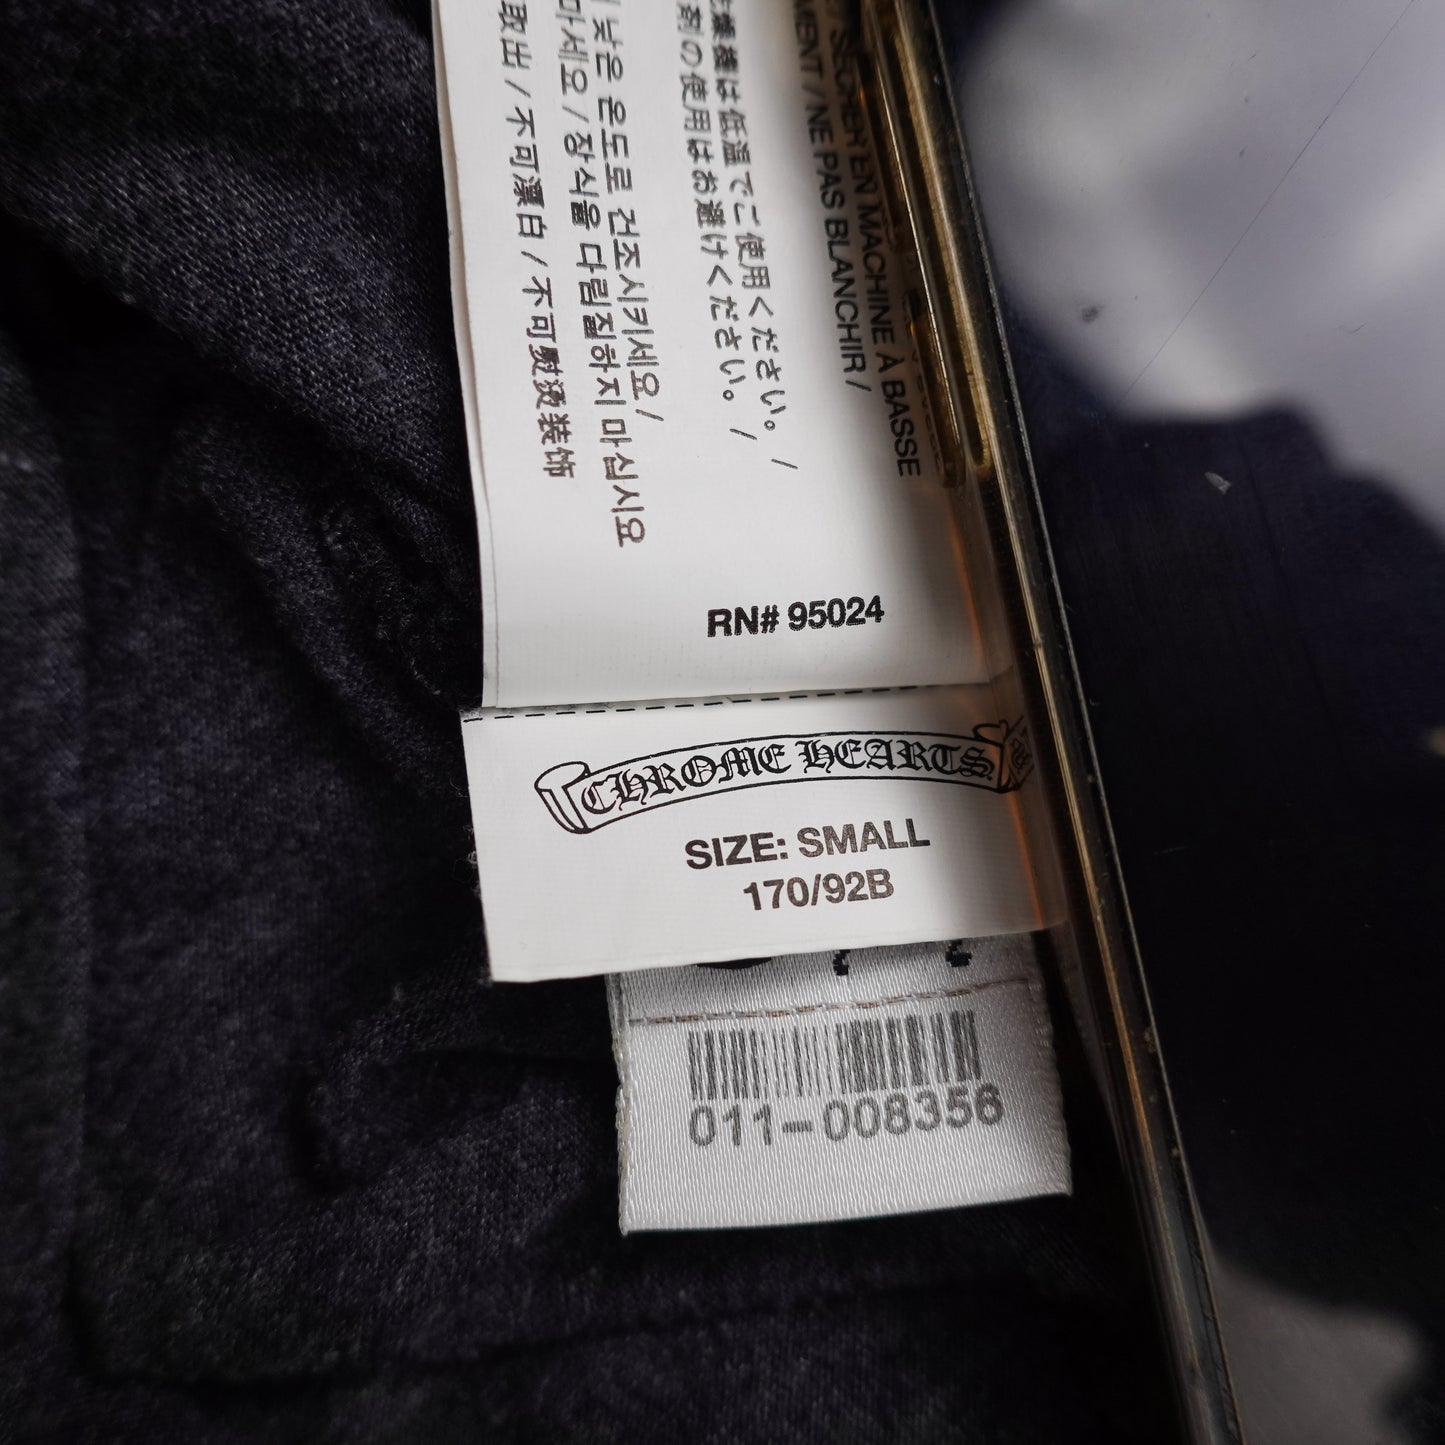 SÉCHER EN MACHINE À BASSE
NE PAS BLANCHIR /
燥機は低温でご使用ください。 /
剤の使用はお避けください。 /
낮은 온도로 건조시키세요 /
마세요 / 장식을 다림질하지 마십시요
取出 / 不可漂白 / 不可熨烫装饰
RN# 95024
CHROME HEARTS
SIZE: SMALL
170/92B
011-008356